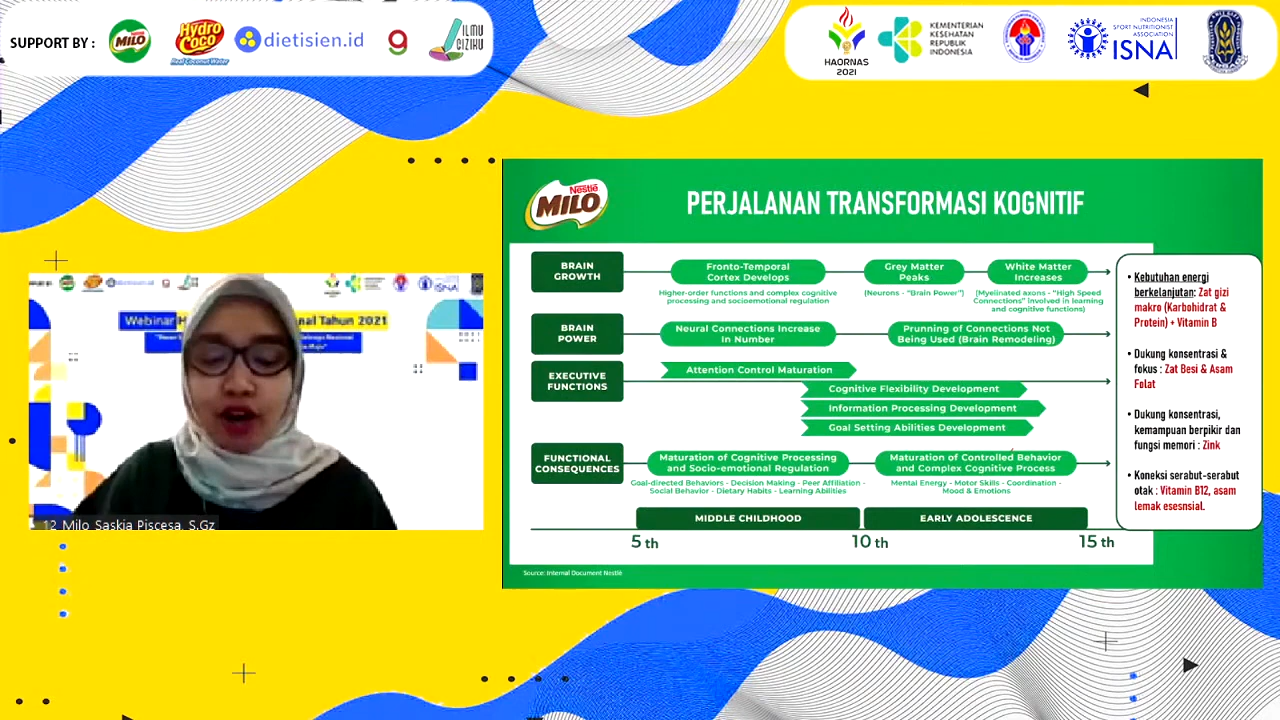 SUPPORT BY :
MILO
Hydro
Coco
Real Coconut Water
dietisien.id
g
ILMU
GIZIKU
HAORNAS
2021
KEMENTERIAN
KESEHATAN
REPUBLIK
INDONESIA
INDONESIA
SPORT NUTRITIONIST
ASSOCIATION
ISNA
Webinar
Tahun 2021
12_Milo_Saskia Piscesa, S.Gz
Nestlé
MILO
PERJALANAN TRANSFORMASI KOGNITIF
BRAIN
GROWTH
Fronto-Temporal
Cortex Develops
Higher-order functions and complex cognitive
processing and socioemotional regulation
Grey Matter
Peaks
(Neurons - "Brain Power")
White Matter
Increases
(Myelinated axons - "High Speed
Connections" involved in learning
and cognitive functions)
BRAIN
POWER
Neural Connections Increase
In Number
Prunning of Connections Not
Being Used (Brain Remodeling)
EXECUTIVE
FUNCTIONS
Attention Control Maturation
Cognitive Flexibility Development
Information Processing Development
Goal Setting Abilities Development
FUNCTIONAL
CONSEQUENCES
Maturation of Cognitive Processing
and Socio-emotional Regulation
Goal-directed Behaviors - Decision Making - Peer Affiliation -
Social Behavior - Dietary Habits - Learning Abilities
Maturation of Controlled Behavior
and Complex Cognitive Process
Mental Energy - Motor Skills - Coordination -
Mood & Emotions
MIDDLE CHILDHOOD
EARLY ADOLESCENCE
5 th
10 th
15 th
• Kebutuhan energi
berkelanjutan: Zat gizi
makro (Karbohidrat &
Protein) + Vitamin B
• Dukung konsentrasi &
fokus : Zat Besi & Asam
Folat
• Dukung konsentrasi,
kemampuan berpikir dan
fungsi memori : Zink
• Koneksi serabut-serabut
otak : Vitamin B12, asam
lemak esesnsial.
Source: Internal Document Nestlé